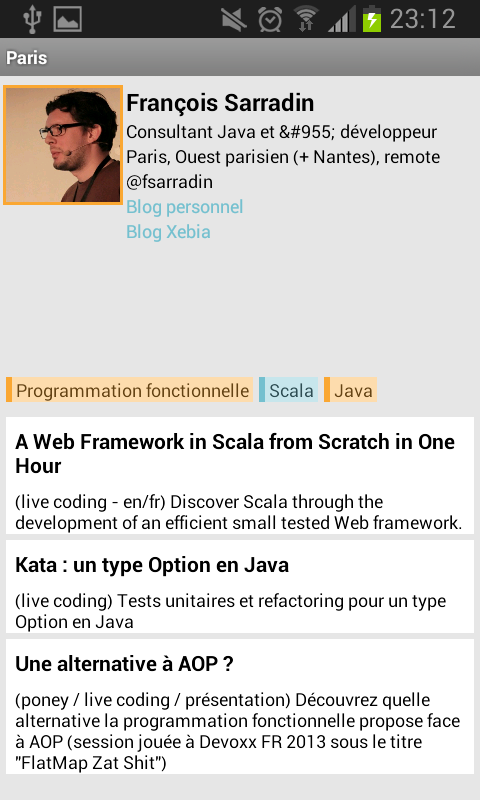 23:12
Paris
François Sarradin
Consultant Java et &#955; développeur
Paris, Ouest parisien (+ Nantes), remote
@fsarradin
Blog personnel
Blog Xebia
Programmation fonctionnelle Scala Java
A Web Framework in Scala from Scratch in One
Hour
(live coding - en/fr) Discover Scala through the
development of an efficient small tested Web framework.
Kata : un type Option en Java
(live coding) Tests unitaires et refactoring pour un type
Option en Java
Une alternative à AOP ?
(poney / live coding / présentation) Découvrez quelle
alternative la programmation fonctionnelle propose face
à AOP (session jouée à Devoxx FR 2013 sous le titre
"FlatMap Zat Shit")